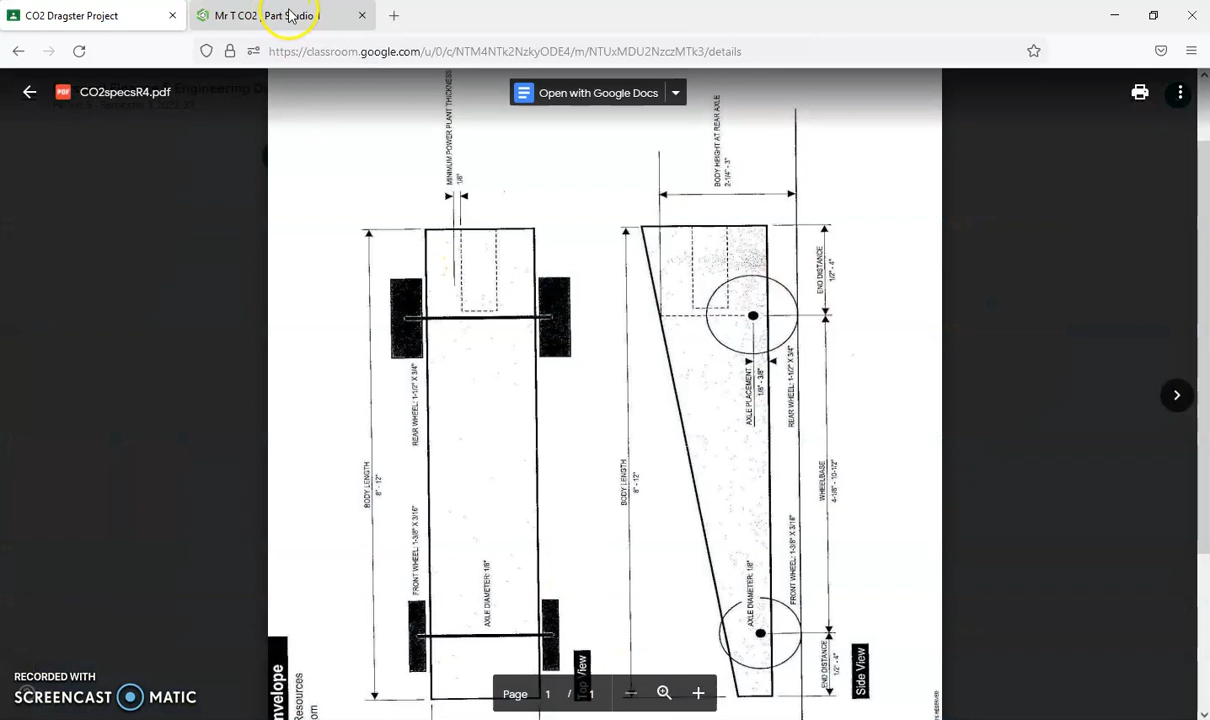 CO2 Dragster Project
Mr T CO2 | Part Studio 1
https://classroom.google.com/u/0/c/NTM4NTk2NzkyODE4/m/NTUxMDU2NzczMTk3/details
CO2specsR4.pdf
Open with Google Docs
MINIMUM POWER PLANT THICKNESS
1/8"
BODY HEIGHT AT REAR AXLE
2-1/4" - 3"
END DISTANCE
1/2" - 4"
BODY LENGTH
8" - 12"
REAR WHEEL: 1-1/2" X 3/4"
BODY LENGTH
8" - 12"
AXLE PLACEMENT
1/8" - 3/8"
REAR WHEEL: 1-1/2" X 3/4"
WHEELBASE
4-1/8" - 10-1/2"
FRONT WHEEL: 1-3/8" X 3/16"
AXLE DIAMETER: 1/8"
AXLE DIAMETER: 1/8"
FRONT WHEEL: 1-3/8" X 3/16"
END DISTANCE
1/2" - 4"
Top View
Side View
nvelope
Resources
om
Page 1 / 1
RECORDED WITH
SCREENCAST MATIC